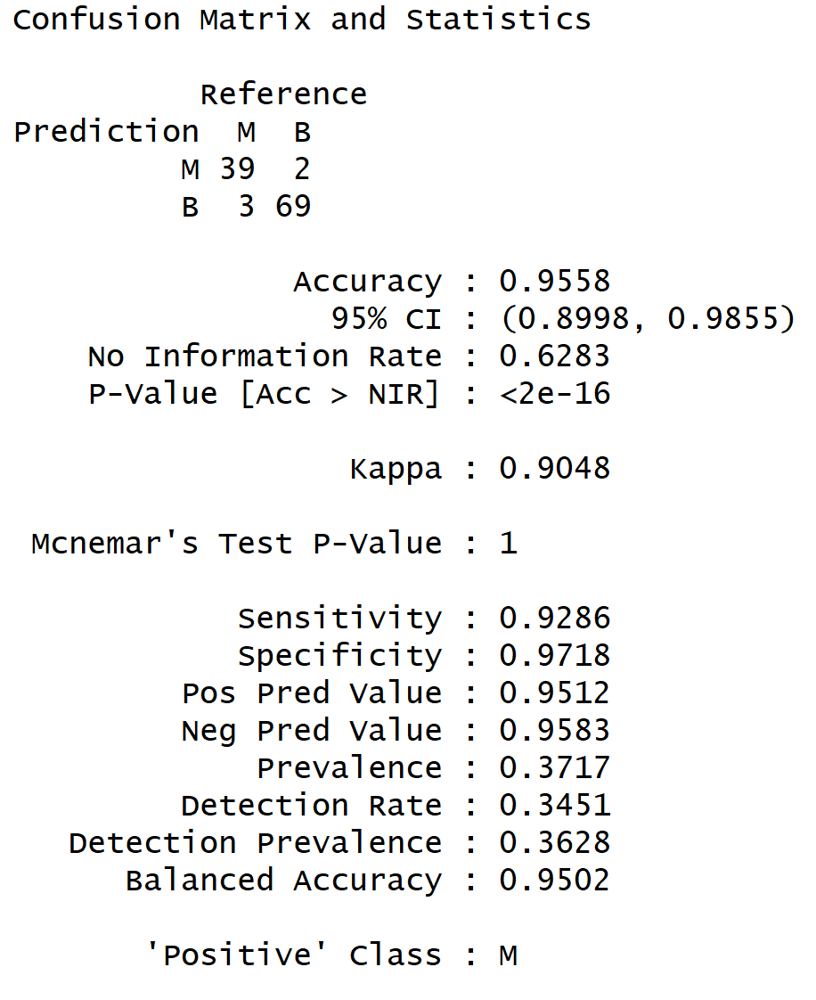 Confusion Matrix and Statistics
Reference
Prediction M B
M 39 2
B 3 69
Accuracy : 0.9558
95% CI : (0.8998, 0.9855)
No Information Rate : 0.6283
P-Value [Acc > NIR] : <2e-16
Kappa : 0.9048
Mcnemar's Test P-Value : 1
Sensitivity : 0.9286
Specificity : 0.9718
Pos Pred Value : 0.9512
Neg Pred Value : 0.9583
Prevalence : 0.3717
Detection Rate : 0.3451
Detection Prevalence : 0.3628
Balanced Accuracy : 0.9502
'Positive' Class : M